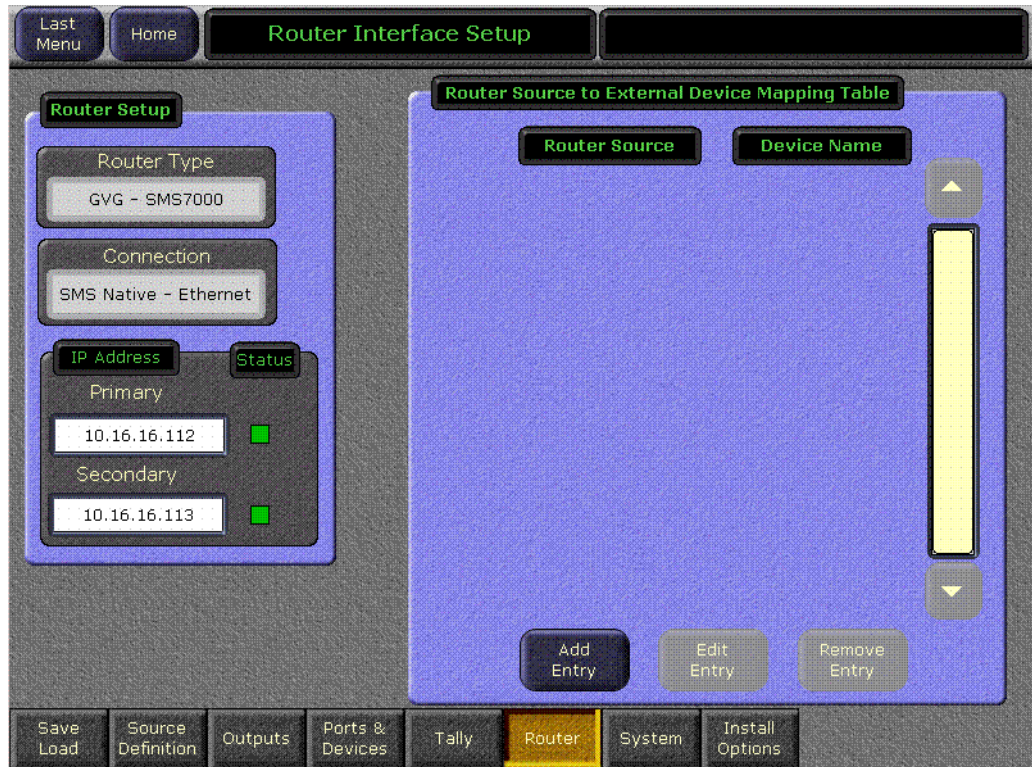 Last
Menu
Home
Router Interface Setup
Router Setup
Router Type
GVG - SMS7000
Connection
SMS Native - Ethernet
IP Address
Status
Primary
10.16.16.112
Secondary
10.16.16.113
Router Source to External Device Mapping Table
Router Source
Device Name
Add
Entry
Edit
Entry
Remove
Entry
Save
Load
Source
Definition
Outputs
Ports &
Devices
Tally
Router
System
Install
Options